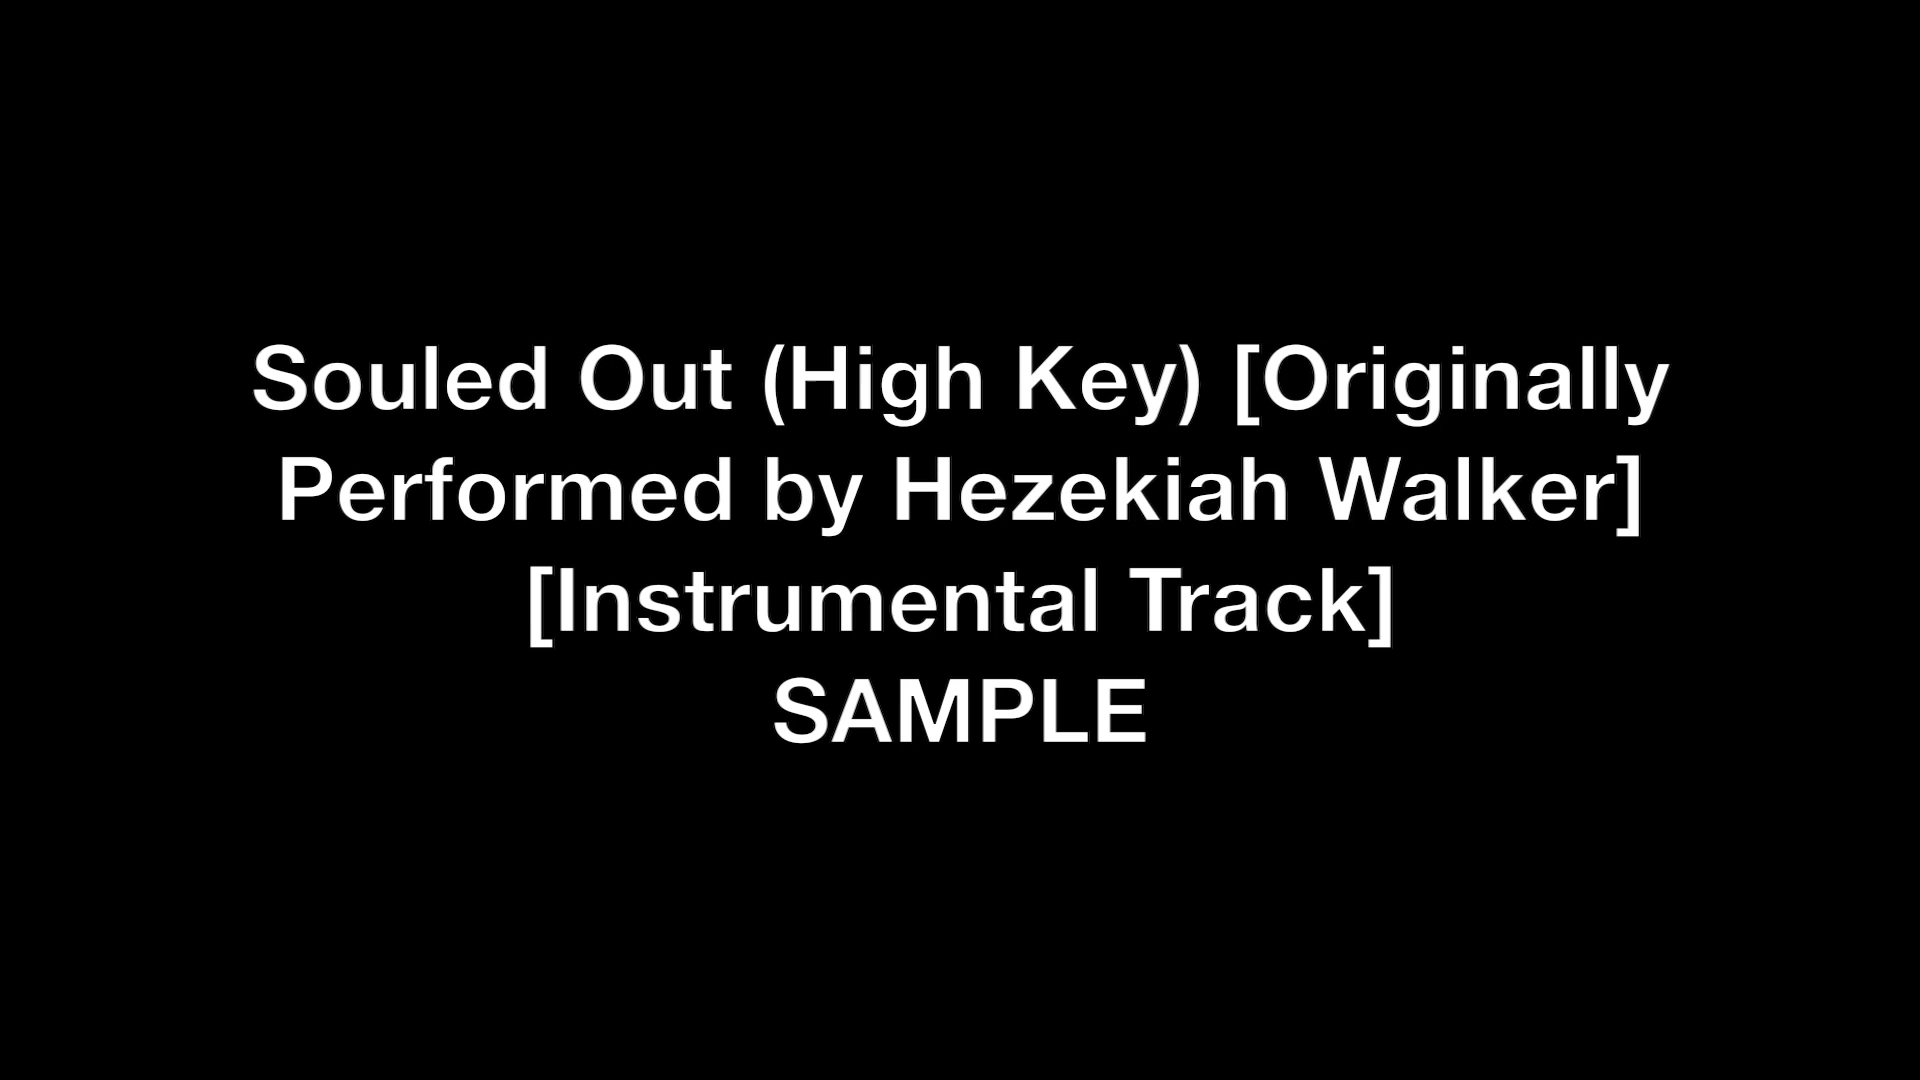 Souled Out (High Key) [Originally
Performed by Hezekiah Walker]
[Instrumental Track]
SAMPLE